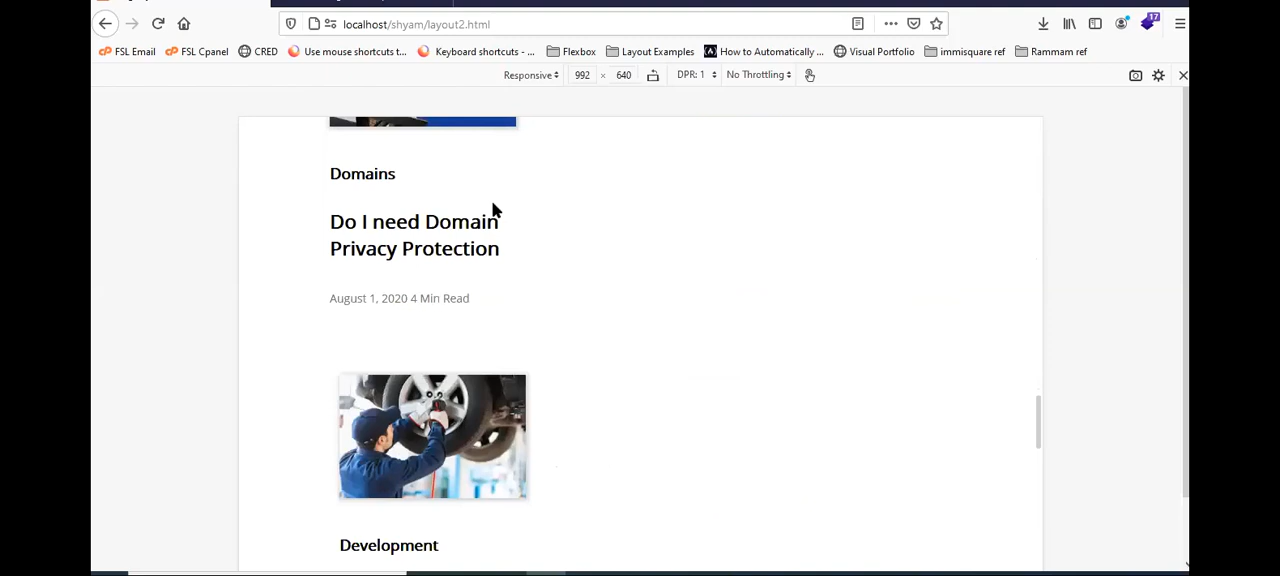 localhost/shyam/layout2.html
17
FSL Email
FSL Cpanel
CRED
Use mouse shortcuts t...
Keyboard shortcuts - ...
Flexbox
Layout Examples
How to Automatically ...
Visual Portfolio
immisquare ref
Rammam ref
Responsive
992 × 640
DPR: 1
No Throttling
Domains
Do I need Domain
Privacy Protection
August 1, 2020 4 Min Read
Development